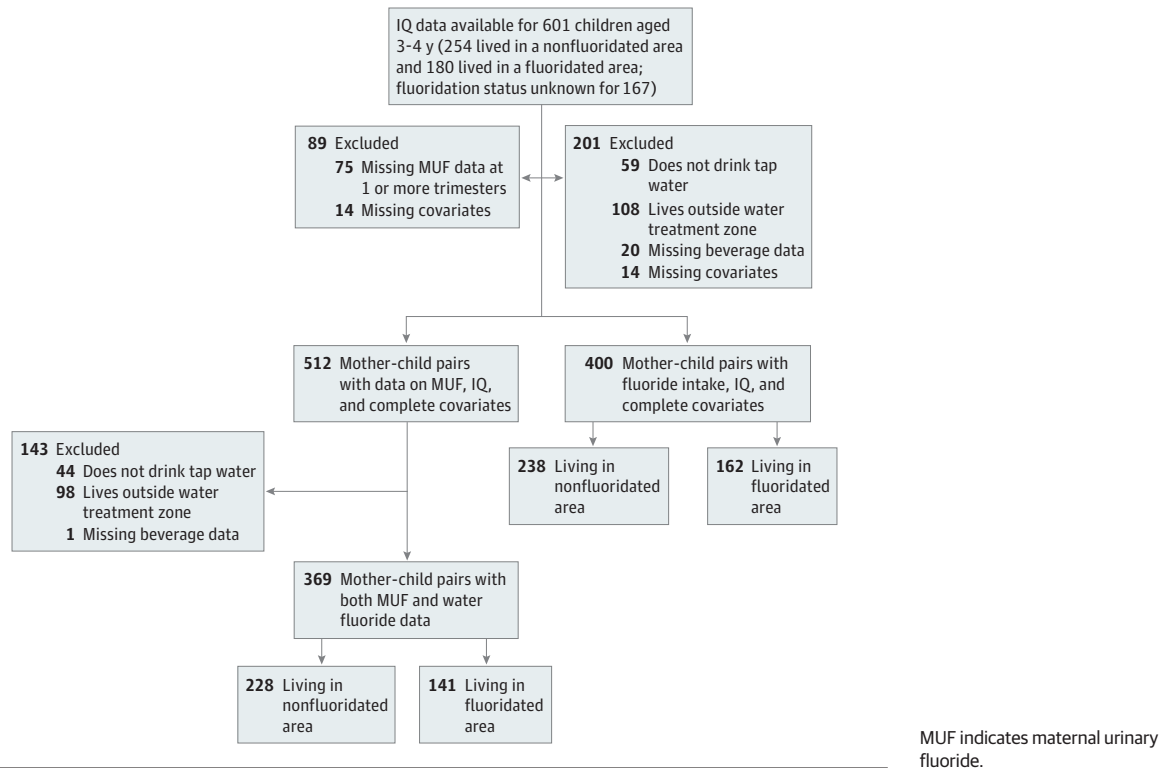 IQ data available for 601 children aged
3-4 y (254 lived in a nonfluoridated area
and 180 lived in a fluoridated area;
fluoridation status unknown for 167)
89 Excluded
75 Missing MUF data at
1 or more trimesters
14 Missing covariates
201 Excluded
59 Does not drink tap
water
108 Lives outside water
treatment zone
20 Missing beverage data
14 Missing covariates
512 Mother-child pairs
with data on MUF, IQ,
and complete covariates
400 Mother-child pairs with
fluoride intake, IQ, and
complete covariates
143 Excluded
44 Does not drink tap water
98 Lives outside water
treatment zone
1 Missing beverage data
238 Living in
nonfluoridated
area
162 Living in
fluoridated
area
369 Mother-child pairs with
both MUF and water
fluoride data
228 Living in
nonfluoridated
area
141 Living in
fluoridated
area
MUF indicates maternal urinary
fluoride.